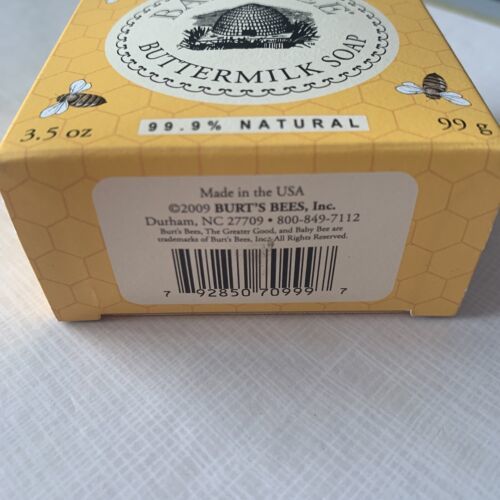 BUTTERMILK SOAP
3.5 oz
99.9% NATURAL
99 g
Made in the USA
©2009 BURT'S BEES, Inc.
Durham, NC 27709 • 800-849-7112
Burt's Bees, The Greater Good, and Baby Bee are
trademarks of Burt's Bees, Inc. All Rights Reserved.
7 92850 70999 7